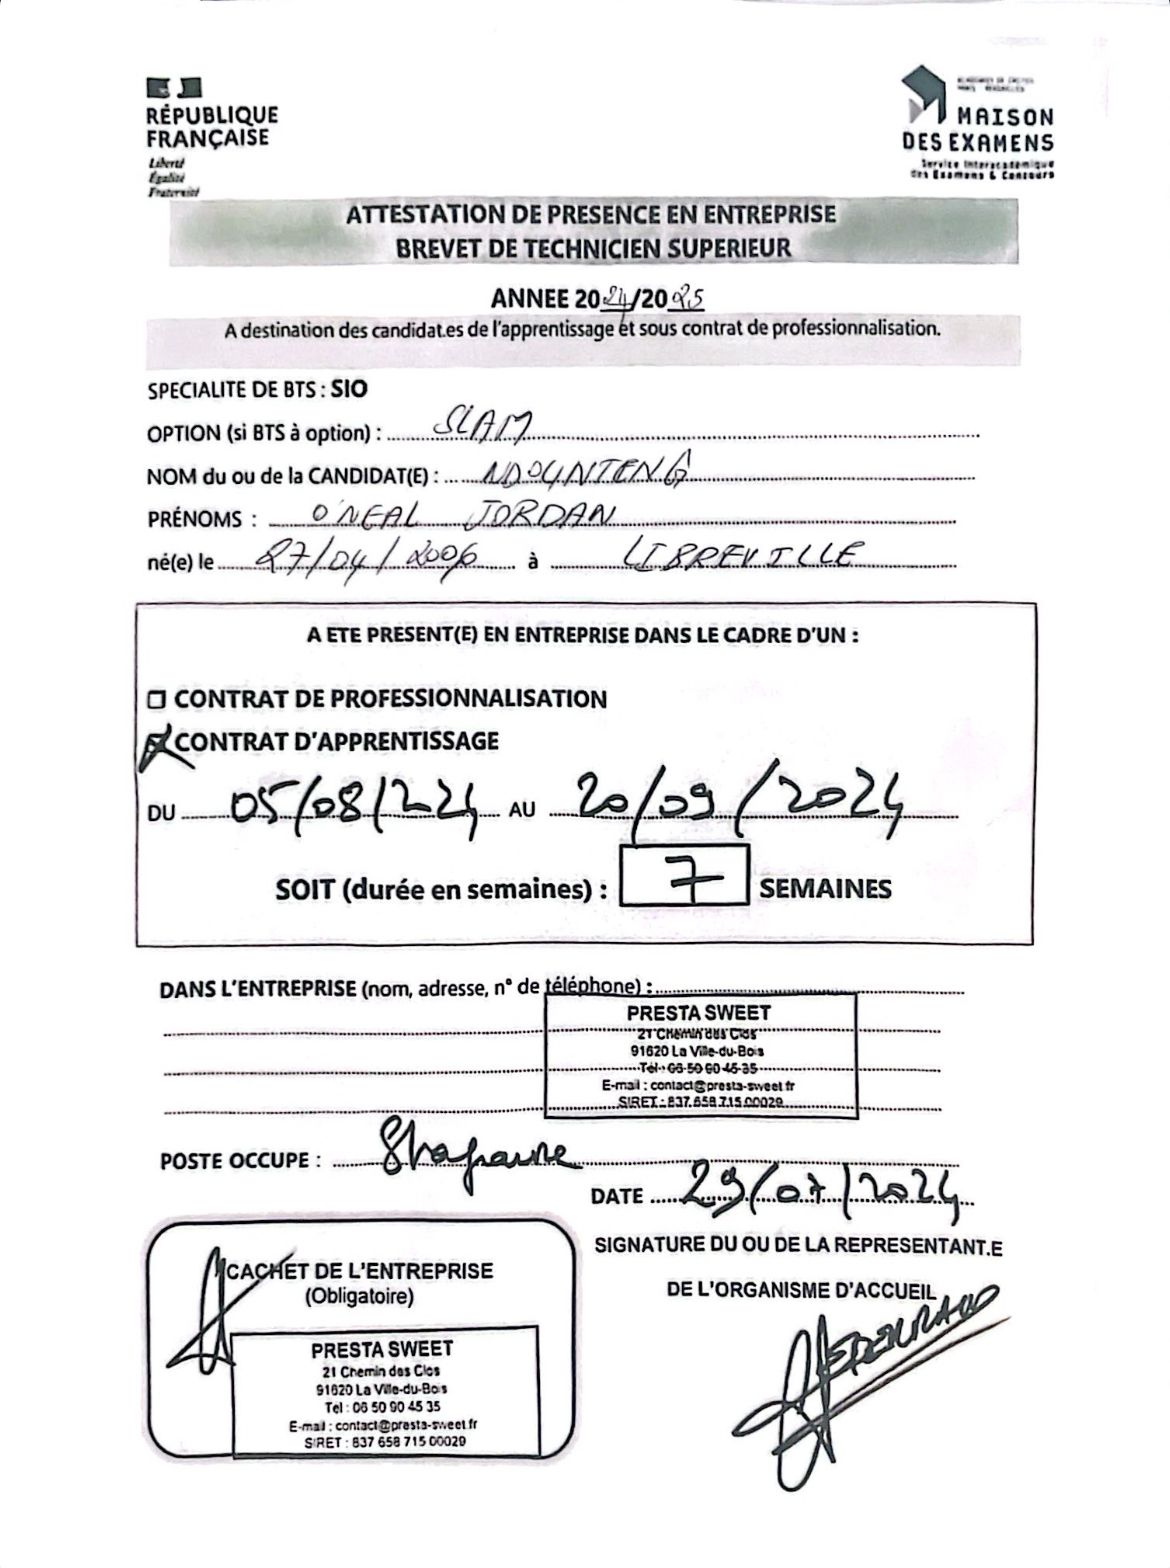 RÉPUBLIQUE
FRANÇAISE
Liberté
Égalité
Fraternité
MAISON
DES EXAMENS
Service Interacadémique
des Examens & Concours
ATTESTATION DE PRESENCE EN ENTREPRISE
BREVET DE TECHNICIEN SUPERIEUR
ANNEE 2024/2025
A destination des candidat.es de l'apprentissage et sous contrat de professionnalisation.
SPECIALITE DE BTS : SIO
OPTION (si BTS à option) : SLAM
NOM du ou de la CANDIDAT(E) : NDOUNTENG
PRÉNOMS : O'NEAL JORDAN
né(e) le 27/04/2006 à LIBREVILLE
A ETE PRESENT(E) EN ENTREPRISE DANS LE CADRE D'UN :
☐ CONTRAT DE PROFESSIONNALISATION
☒ CONTRAT D'APPRENTISSAGE
DU 05/08/2024 AU 20/09/2024
SOIT (durée en semaines) : 7 SEMAINES
DANS L'ENTREPRISE (nom, adresse, n° de téléphone) :
PRESTA SWEET
21 Chemin des Clos
91620 La Ville-du-Bois
Tél : 06 50 90 45 35
E-mail : contact@presta-sweet.fr
SIRET : 837 658 715 00029
POSTE OCCUPE : Stagiaire
DATE 29/07/2024
SIGNATURE DU OU DE LA REPRESENTANT.E
DE L'ORGANISME D'ACCUEIL
CACHET DE L'ENTREPRISE
(Obligatoire)
PRESTA SWEET
21 Chemin des Clos
91620 La Ville-du-Bois
Tel : 06 50 90 45 35
E-mail : contact@presta-sweet.fr
SIRET : 837 658 715 00029